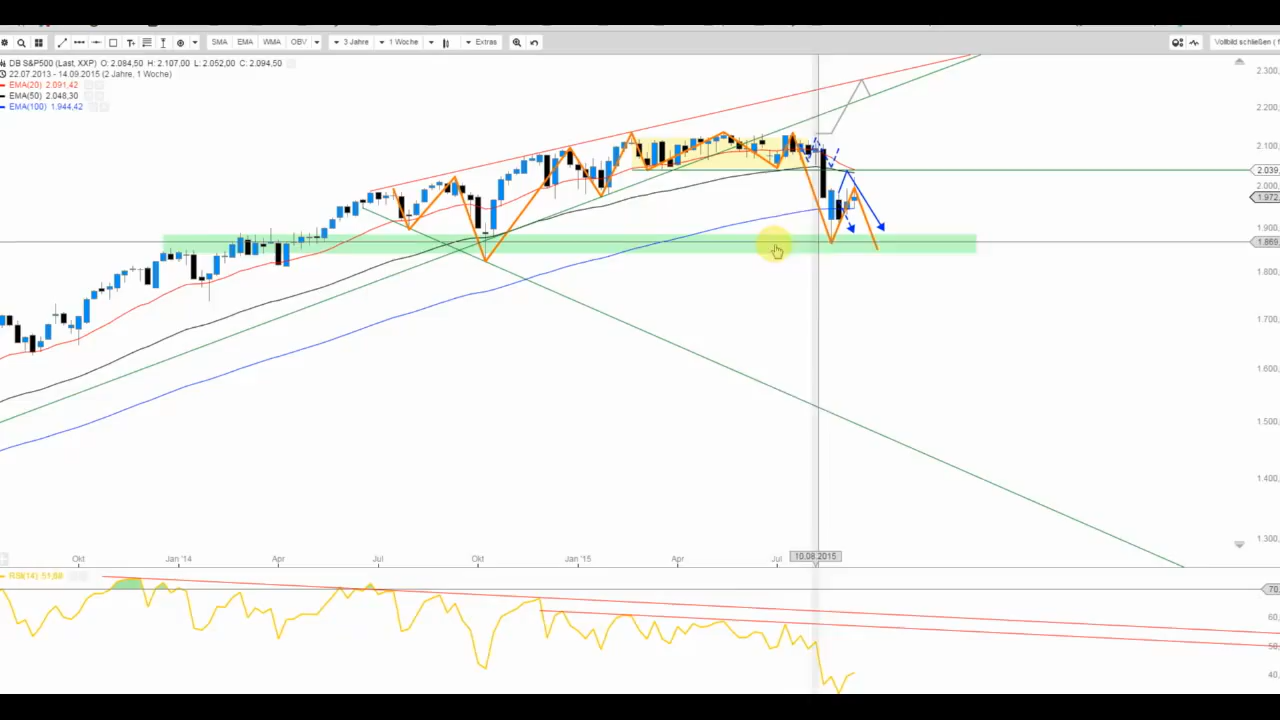 SMA EMA WMA OBV 3 Jahre 1 Woche Extras Vollbild schließen (
DB S&P500 (Last, XXP) O: 2.084,50 H: 2.107,00 L: 2.052,00 C: 2.094,50
22.07.2013 - 14.09.2015 (2 Jahre, 1 Woche)
EMA(20) 2.091,42
EMA(50) 2.048,30
EMA(100) 1.944,42
2.300,
2.200,
2.100,
2.039,
2.000,
1.972,
1.900,
1.869,
1.800,
1.700,
1.600,
1.500,
1.400,
1.300,
Okt Jan '14 Apr Jul Okt Jan '15 Apr Jul 10.08.2015
RSI(14) 51,80
70,
60,
50,
40,